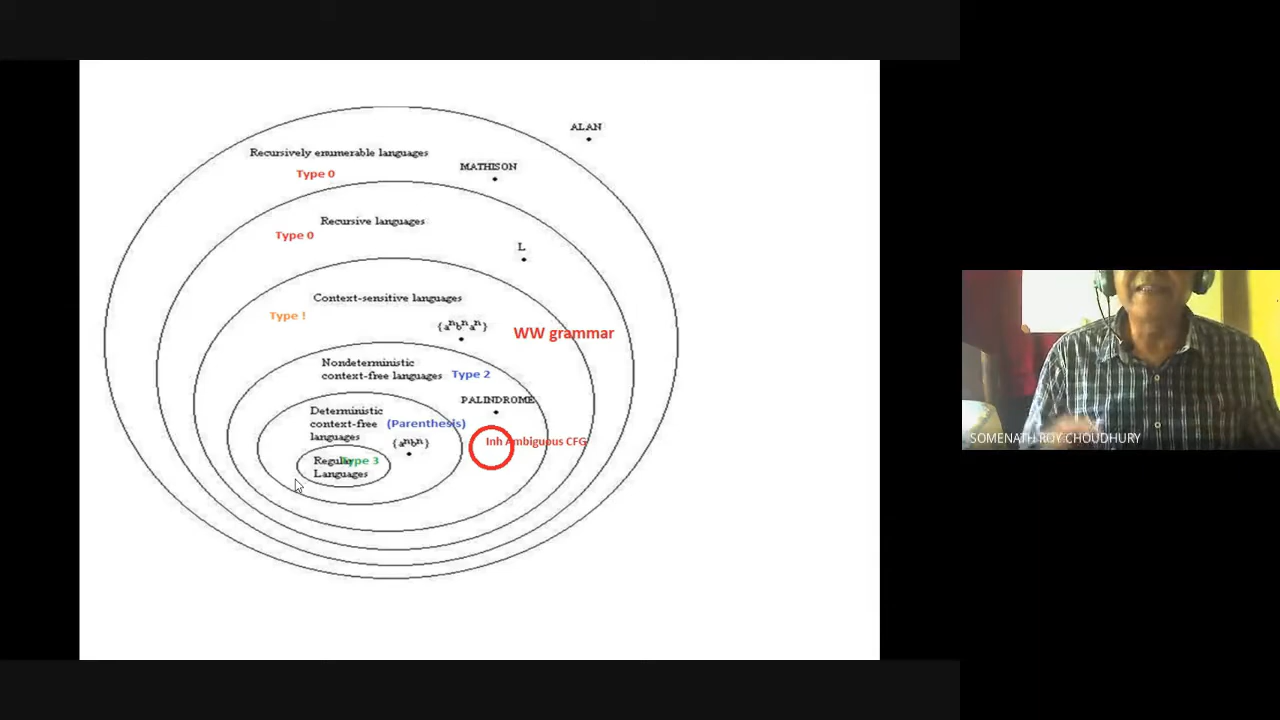 ALAN
Recursively enumerable languages
MATHISON
Type 0
Recursive languages
Type 0
L
Context-sensitive languages
Type !
{aⁿbⁿaⁿ}
WW grammar
Nondeterministic
context-free languages
Type 2
PALINDROME
Deterministic
context-free
languages
(Parenthesis)
{aⁿbⁿ}
Inh Ambiguous CFG
Regular
Languages
Type 3
SOMENATH ROY CHOUDHURY